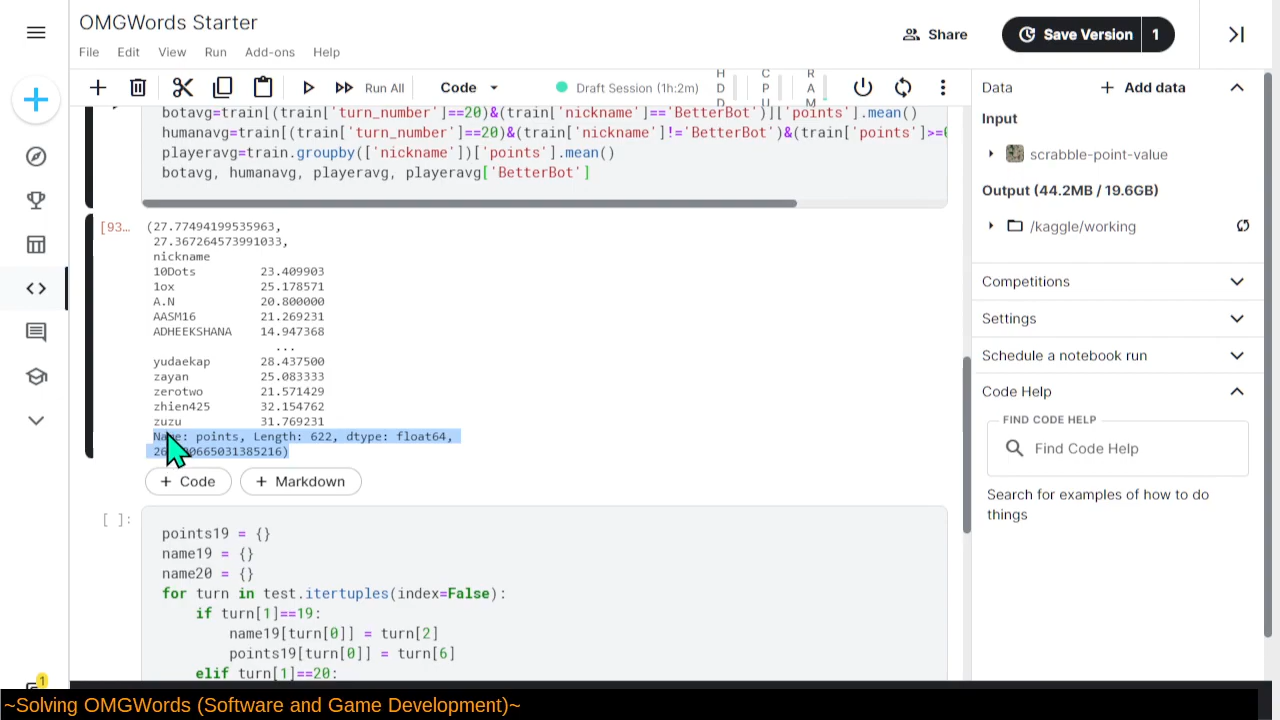 OMGWords Starter
File Edit View Run Add-ons Help
Share
Save Version 1
Run All
Code
Draft Session (1h:2m)
HDD
CPU
RAM
botavg=train[(train['turn_number']==20)&(train['nickname']=='BetterBot')]['points'].mean()
humanavg=train[(train['turn_number']==20)&(train['nickname']!='BetterBot')&(train['points']>=0
playeravg=train.groupby(['nickname'])['points'].mean()
botavg, humanavg, playeravg, playeravg['BetterBot']
[93… (27.77494199535963,
27.367264573991033,
nickname
10Dots 23.409903
1ox 25.178571
A.N 20.800000
AASM16 21.269231
ADHEEKSHANA 14.947368
...
yudaekap 28.437500
zayan 25.083333
zerotwo 21.571429
zhien425 32.154762
zuzu 31.769231
Name: points, Length: 622, dtype: float64,
+ Code
+ Markdown
[ ]:
points19 = {}
name19 = {}
name20 = {}
for turn in test.itertuples(index=False):
if turn[1]==19:
name19[turn[0]] = turn[2]
points19[turn[0]] = turn[6]
elif turn[1]==20:
Data
+ Add data
Input
scrabble-point-value
Output (44.2MB / 19.6GB)
/kaggle/working
Competitions
Settings
Schedule a notebook run
Code Help
FIND CODE HELP
Find Code Help
Search for examples of how to do
things
1
~Solving OMGWords (Software and Game Development)~